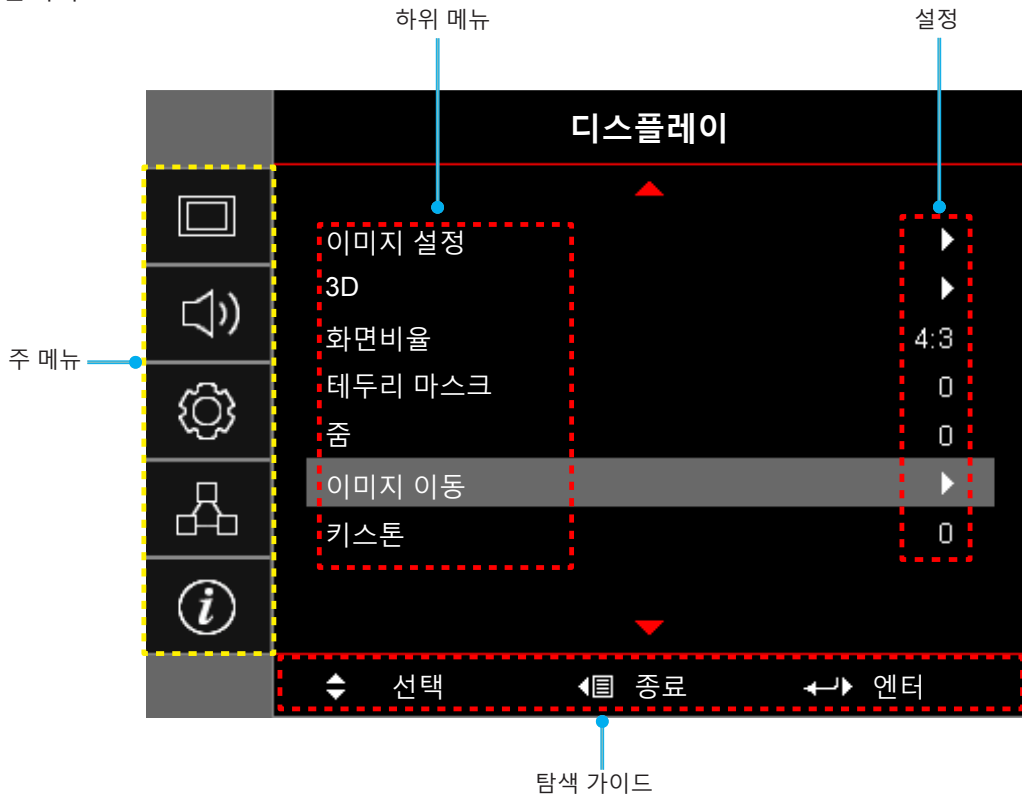 하위 메뉴
설정
디스플레이
이미지 설정
3D
화면비율 4:3
테두리 마스크 0
줌 0
이미지 이동
키스톤 0
주 메뉴
선택 종료 엔터
탐색 가이드